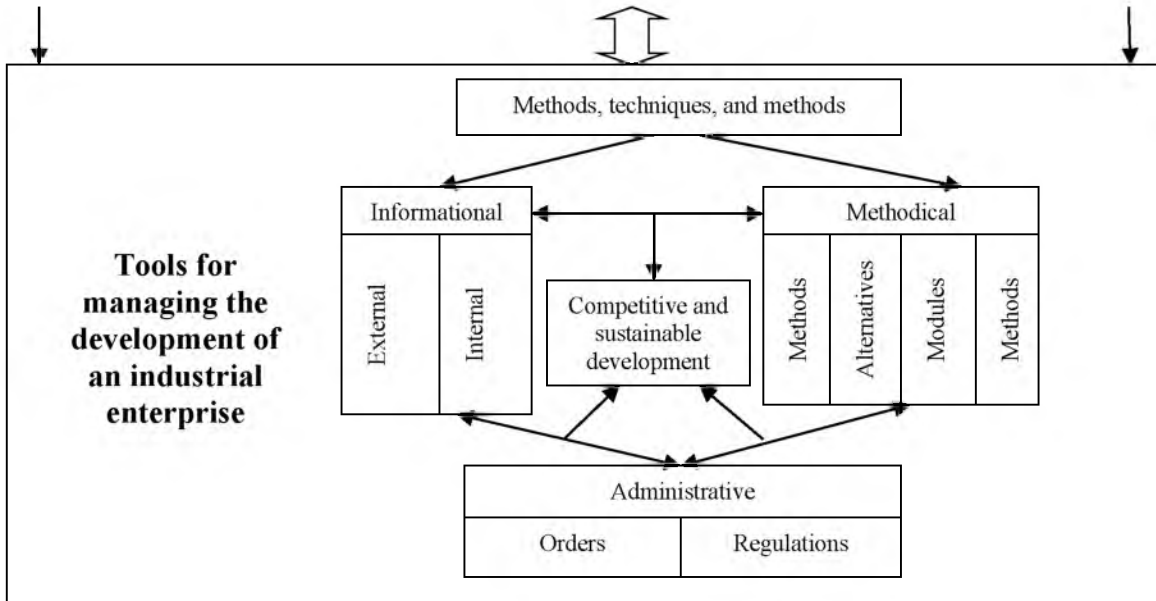 Methods, techniques, and methods
Informational
Methodical
Tools for
managing the
development of
an industrial
enterprise
External
Internal
Competitive and
sustainable
development
Methods
Alternatives
Modules
Methods
Administrative
Orders
Regulations